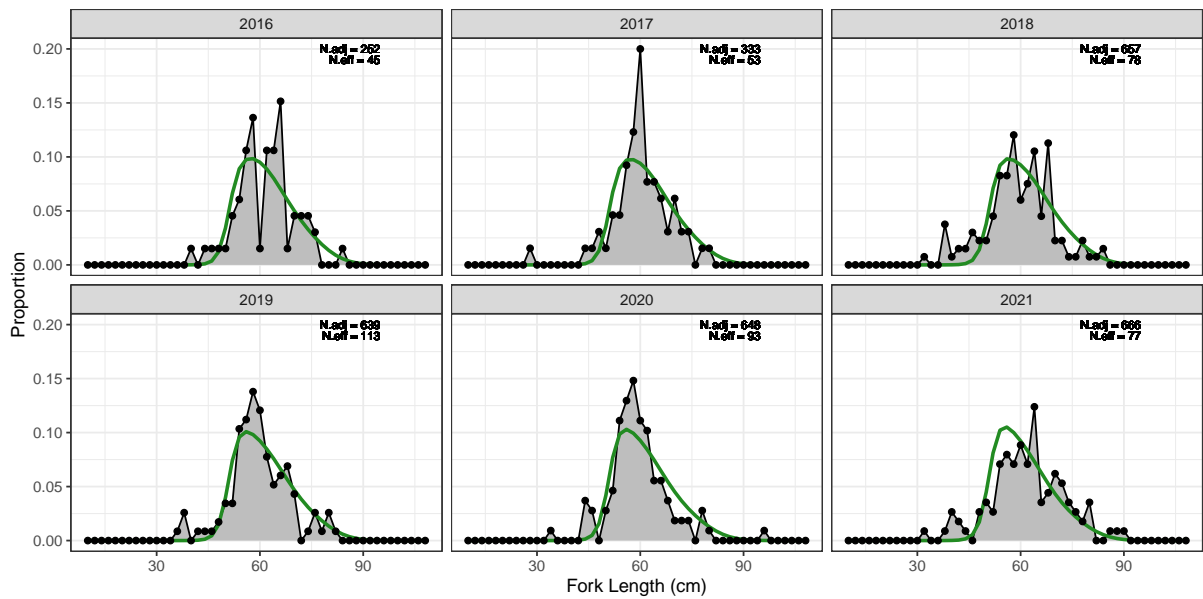 2016 2017 2018
N.adj = 252 N.adj = 333 N.adj = 657
N.eff = 45 N.eff = 53 N.eff = 78
0.20
0.15
0.10
0.05
0.00
Proportion
2019 2020 2021
N.adj = 639 N.adj = 648 N.adj = 666
N.eff = 113 N.eff = 93 N.eff = 77
0.20
0.15
0.10
0.05
0.00
30 60 90 30 60 90 30 60 90
Fork Length (cm)